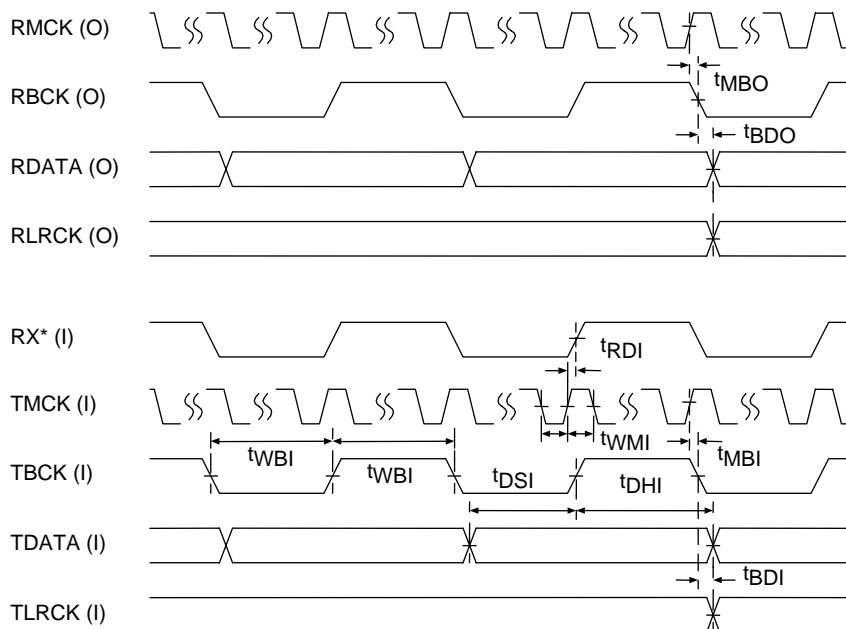 RMCK (O)
tMBO
RBCK (O)
tBDO
RDATA (O)
RLRCK (O)
RX* (I)
tRDI
TMCK (I)
tWMI
tWBI
tMBI
TBCK (I)
tWBI
tDSI
tDHI
TDATA (I)
tBDI
TLRCK (I)